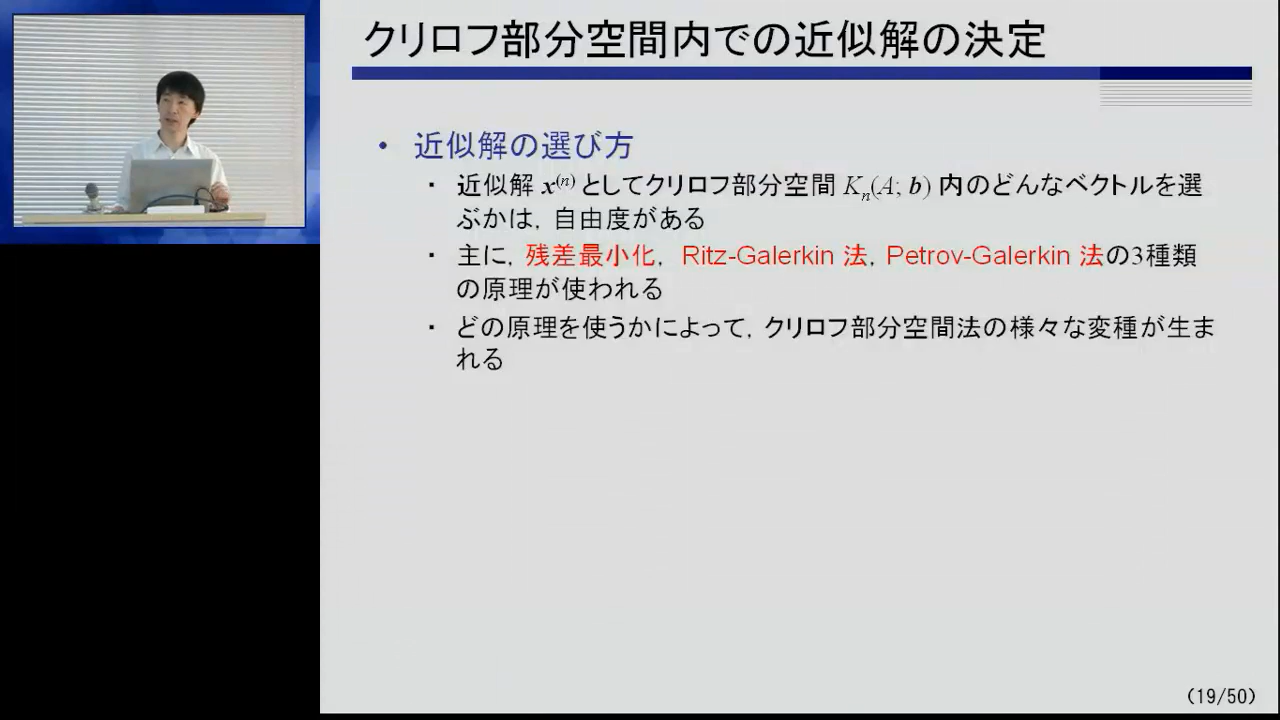 クリロフ部分空間内での近似解の決定
• 近似解の選び方
・ 近似解 x⁽ⁿ⁾ としてクリロフ部分空間 Kₙ(A; b) 内のどんなベクトルを選
ぶかは, 自由度がある
・ 主に, 残差最小化, Ritz-Galerkin 法, Petrov-Galerkin 法の3種類
の原理が使われる
・ どの原理を使うかによって, クリロフ部分空間法の様々な変種が生ま
れる
(19/50)